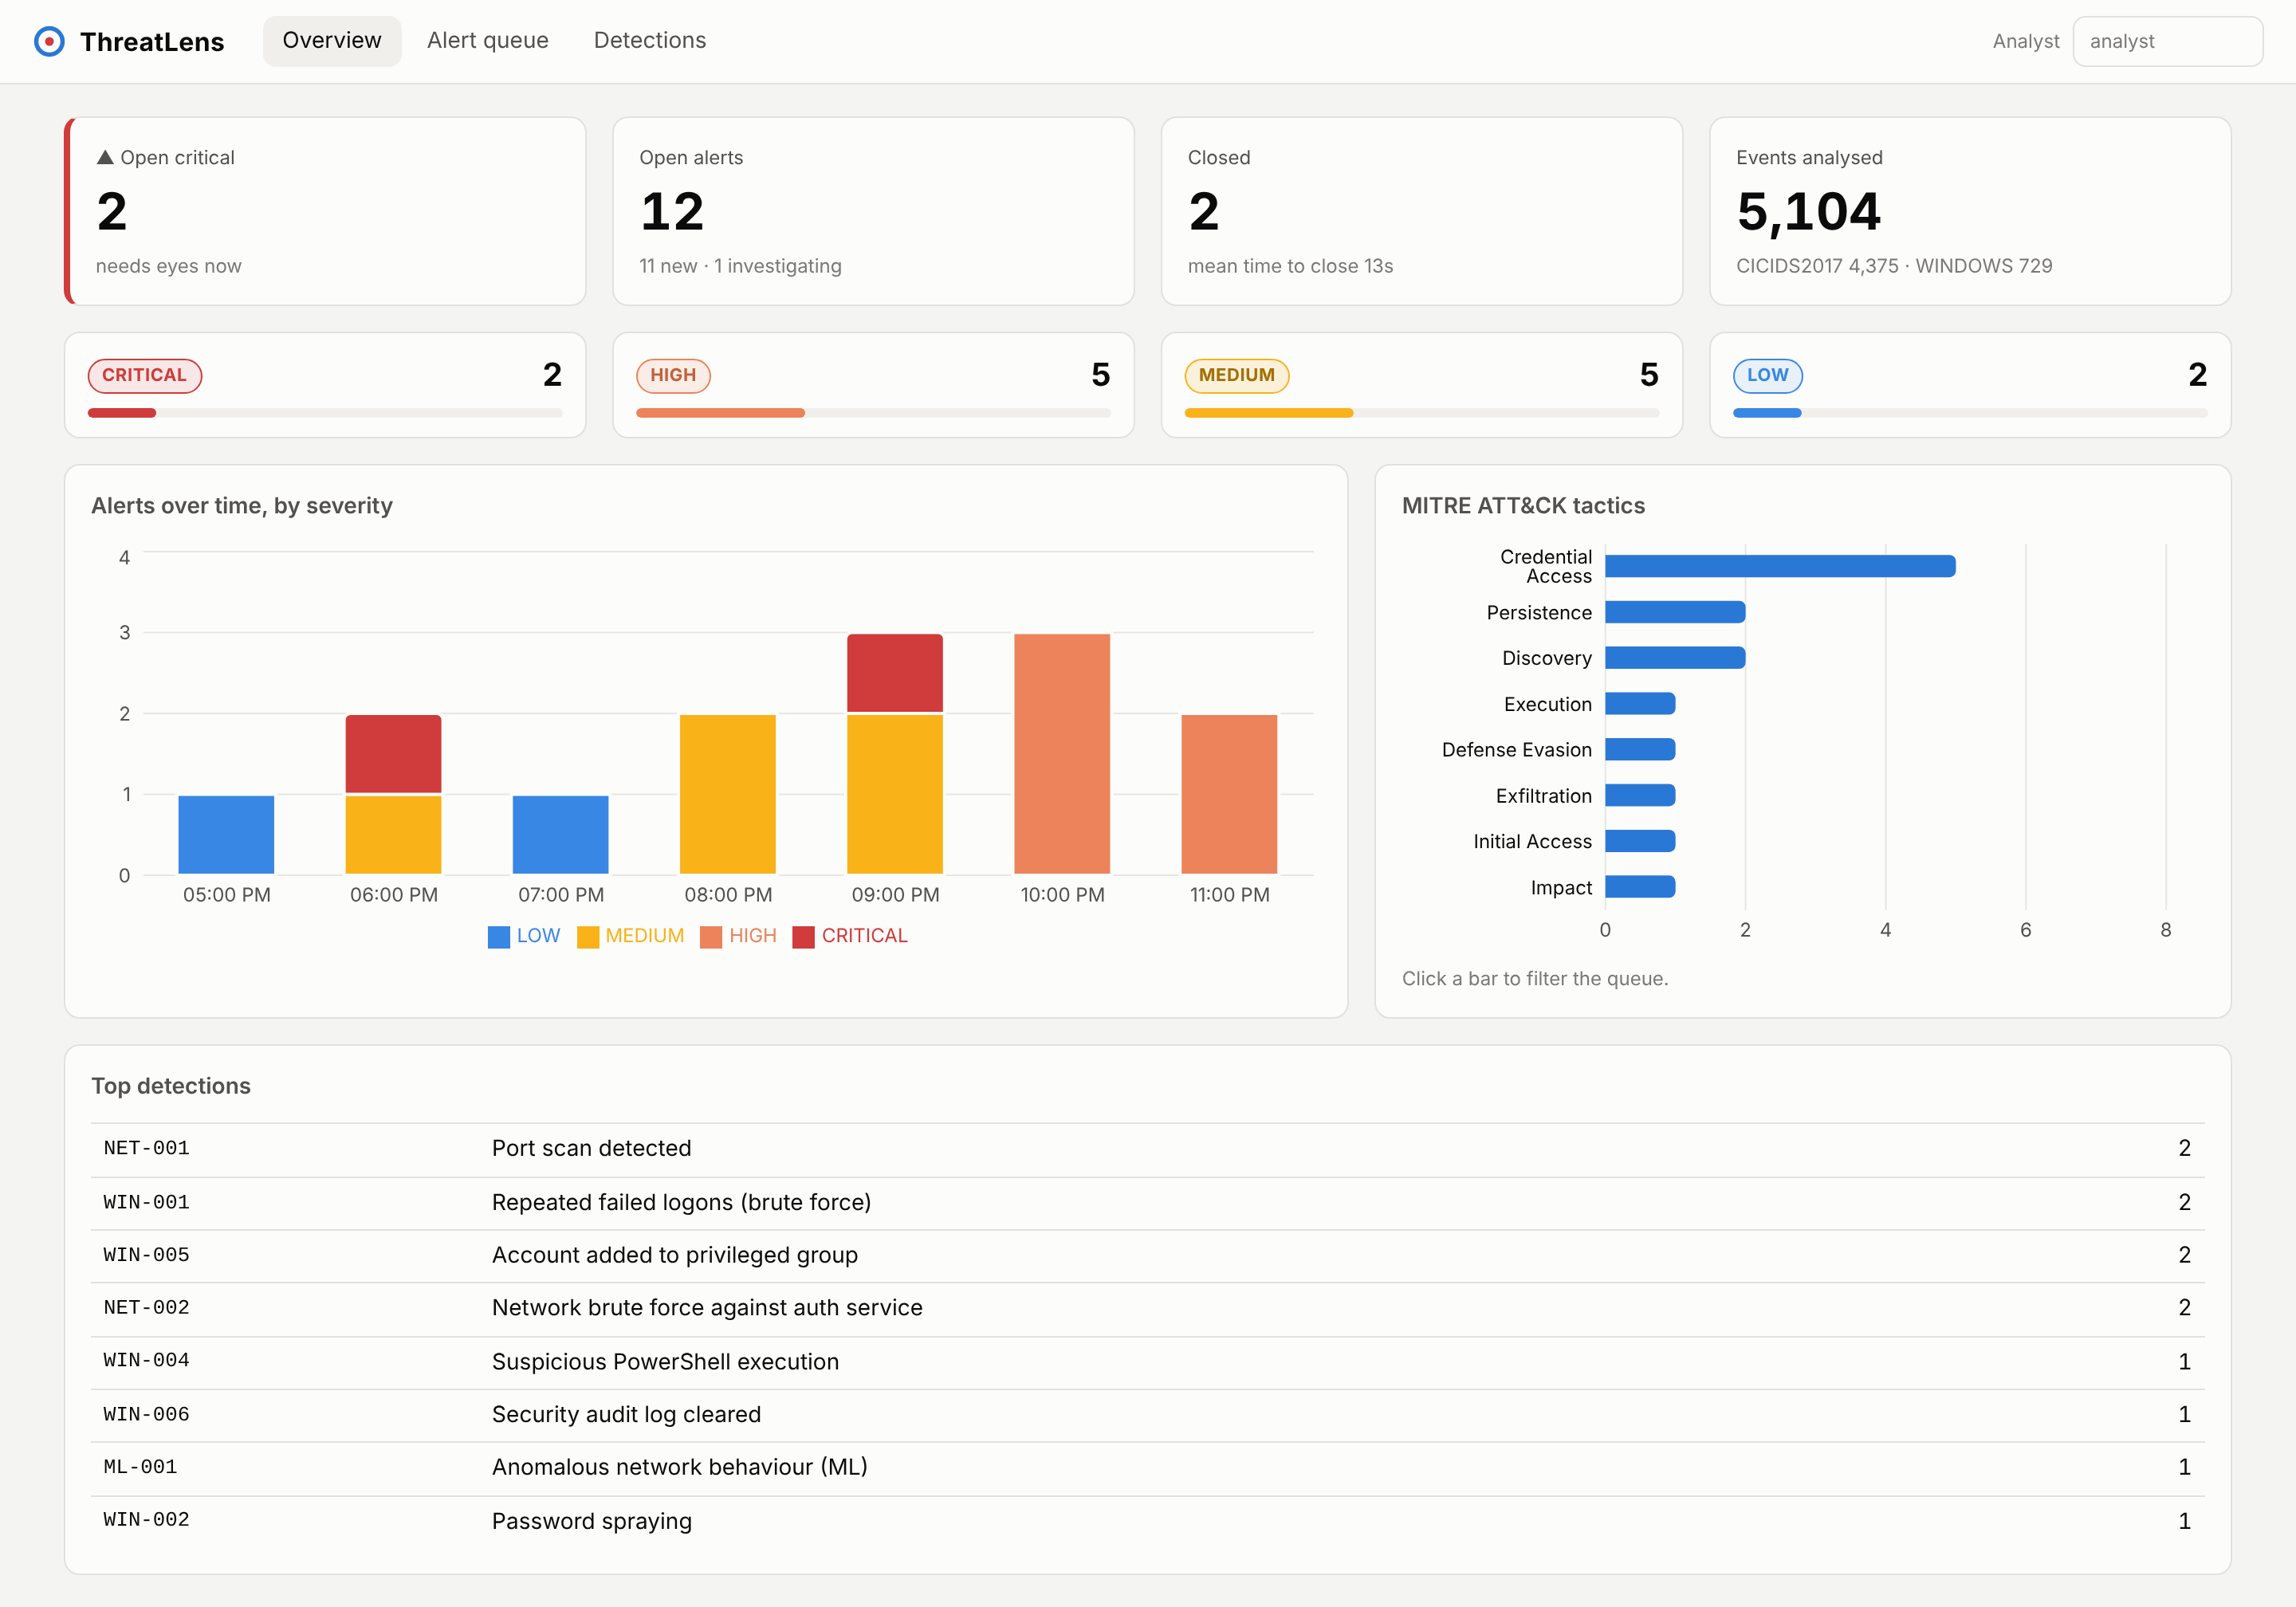 ThreatLens Overview Alert queue Detections Analyst analyst
▲ Open critical
2
needs eyes now
Open alerts
12
11 new · 1 investigating
Closed
2
mean time to close 13s
Events analysed
5,104
CICIDS2017 4,375 · WINDOWS 729
CRITICAL 2
HIGH 5
MEDIUM 5
LOW 2
Alerts over time, by severity
4
3
2
1
0
05:00 PM 06:00 PM 07:00 PM 08:00 PM 09:00 PM 10:00 PM 11:00 PM
LOW MEDIUM HIGH CRITICAL
MITRE ATT&CK tactics
Credential
Access
Persistence
Discovery
Execution
Defense Evasion
Exfiltration
Initial Access
Impact
0 2 4 6 8
Click a bar to filter the queue.
Top detections
NET-001 Port scan detected 2
WIN-001 Repeated failed logons (brute force) 2
WIN-005 Account added to privileged group 2
NET-002 Network brute force against auth service 2
WIN-004 Suspicious PowerShell execution 1
WIN-006 Security audit log cleared 1
ML-001 Anomalous network behaviour (ML) 1
WIN-002 Password spraying 1